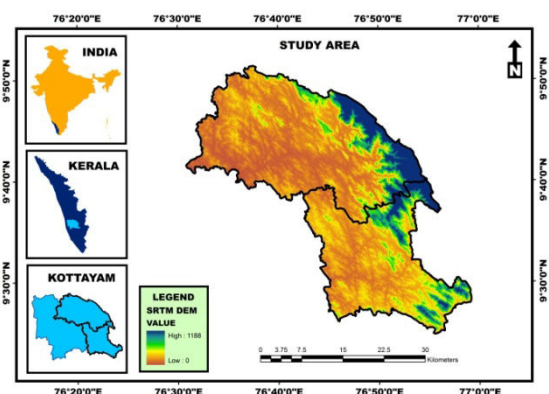 76°20'0"E 76°30'0"E 76°40'0"E 76°50'0"E 77°0'0"E
STUDY AREA
N
INDIA
KERALA
KOTTAYAM
9°50'0"N
9°40'0"N
9°30'0"N
9°50'0"N
9°40'0"N
9°30'0"N
LEGEND
SRTM DEM
VALUE
High : 1188
Low : 0
0 3.75 7.5 15 22.5 30
Kilometers
76°20'0"E 76°30'0"E 76°40'0"E 76°50'0"E 77°0'0"E